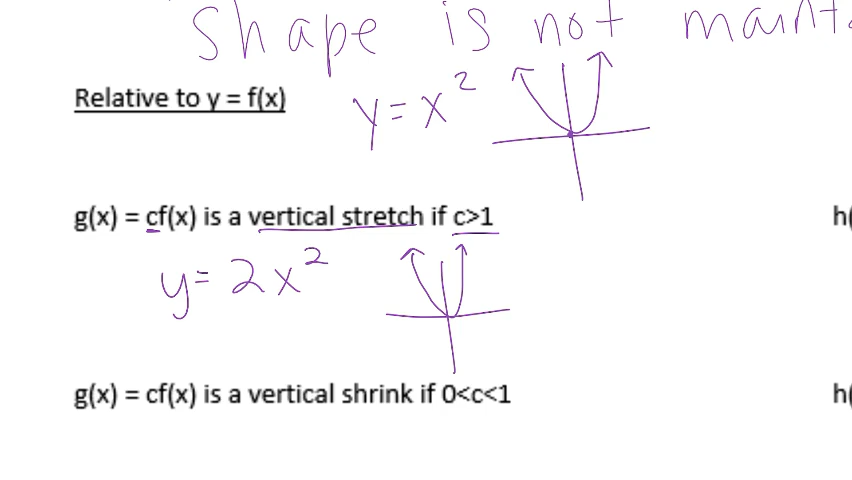 shape is not
Relative to y = f(x) y = x²
g(x) = cf(x) is a vertical stretch if c>1 h(
y = 2x²
g(x) = cf(x) is a vertical shrink if 0<c<1 h(